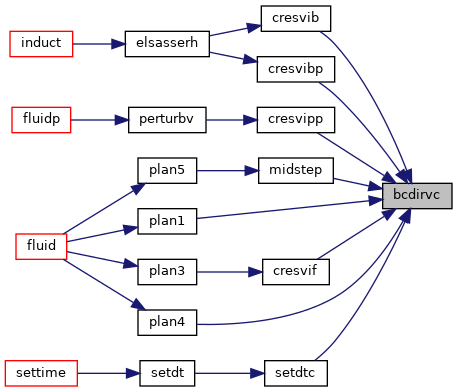 cresvib
induct
elsasserh
cresvibp
fluidp
perturbv
cresvipp
plan5
midstep
bcdirvc
plan1
fluid
plan3
cresvif
plan4
settime
setdt
setdtc